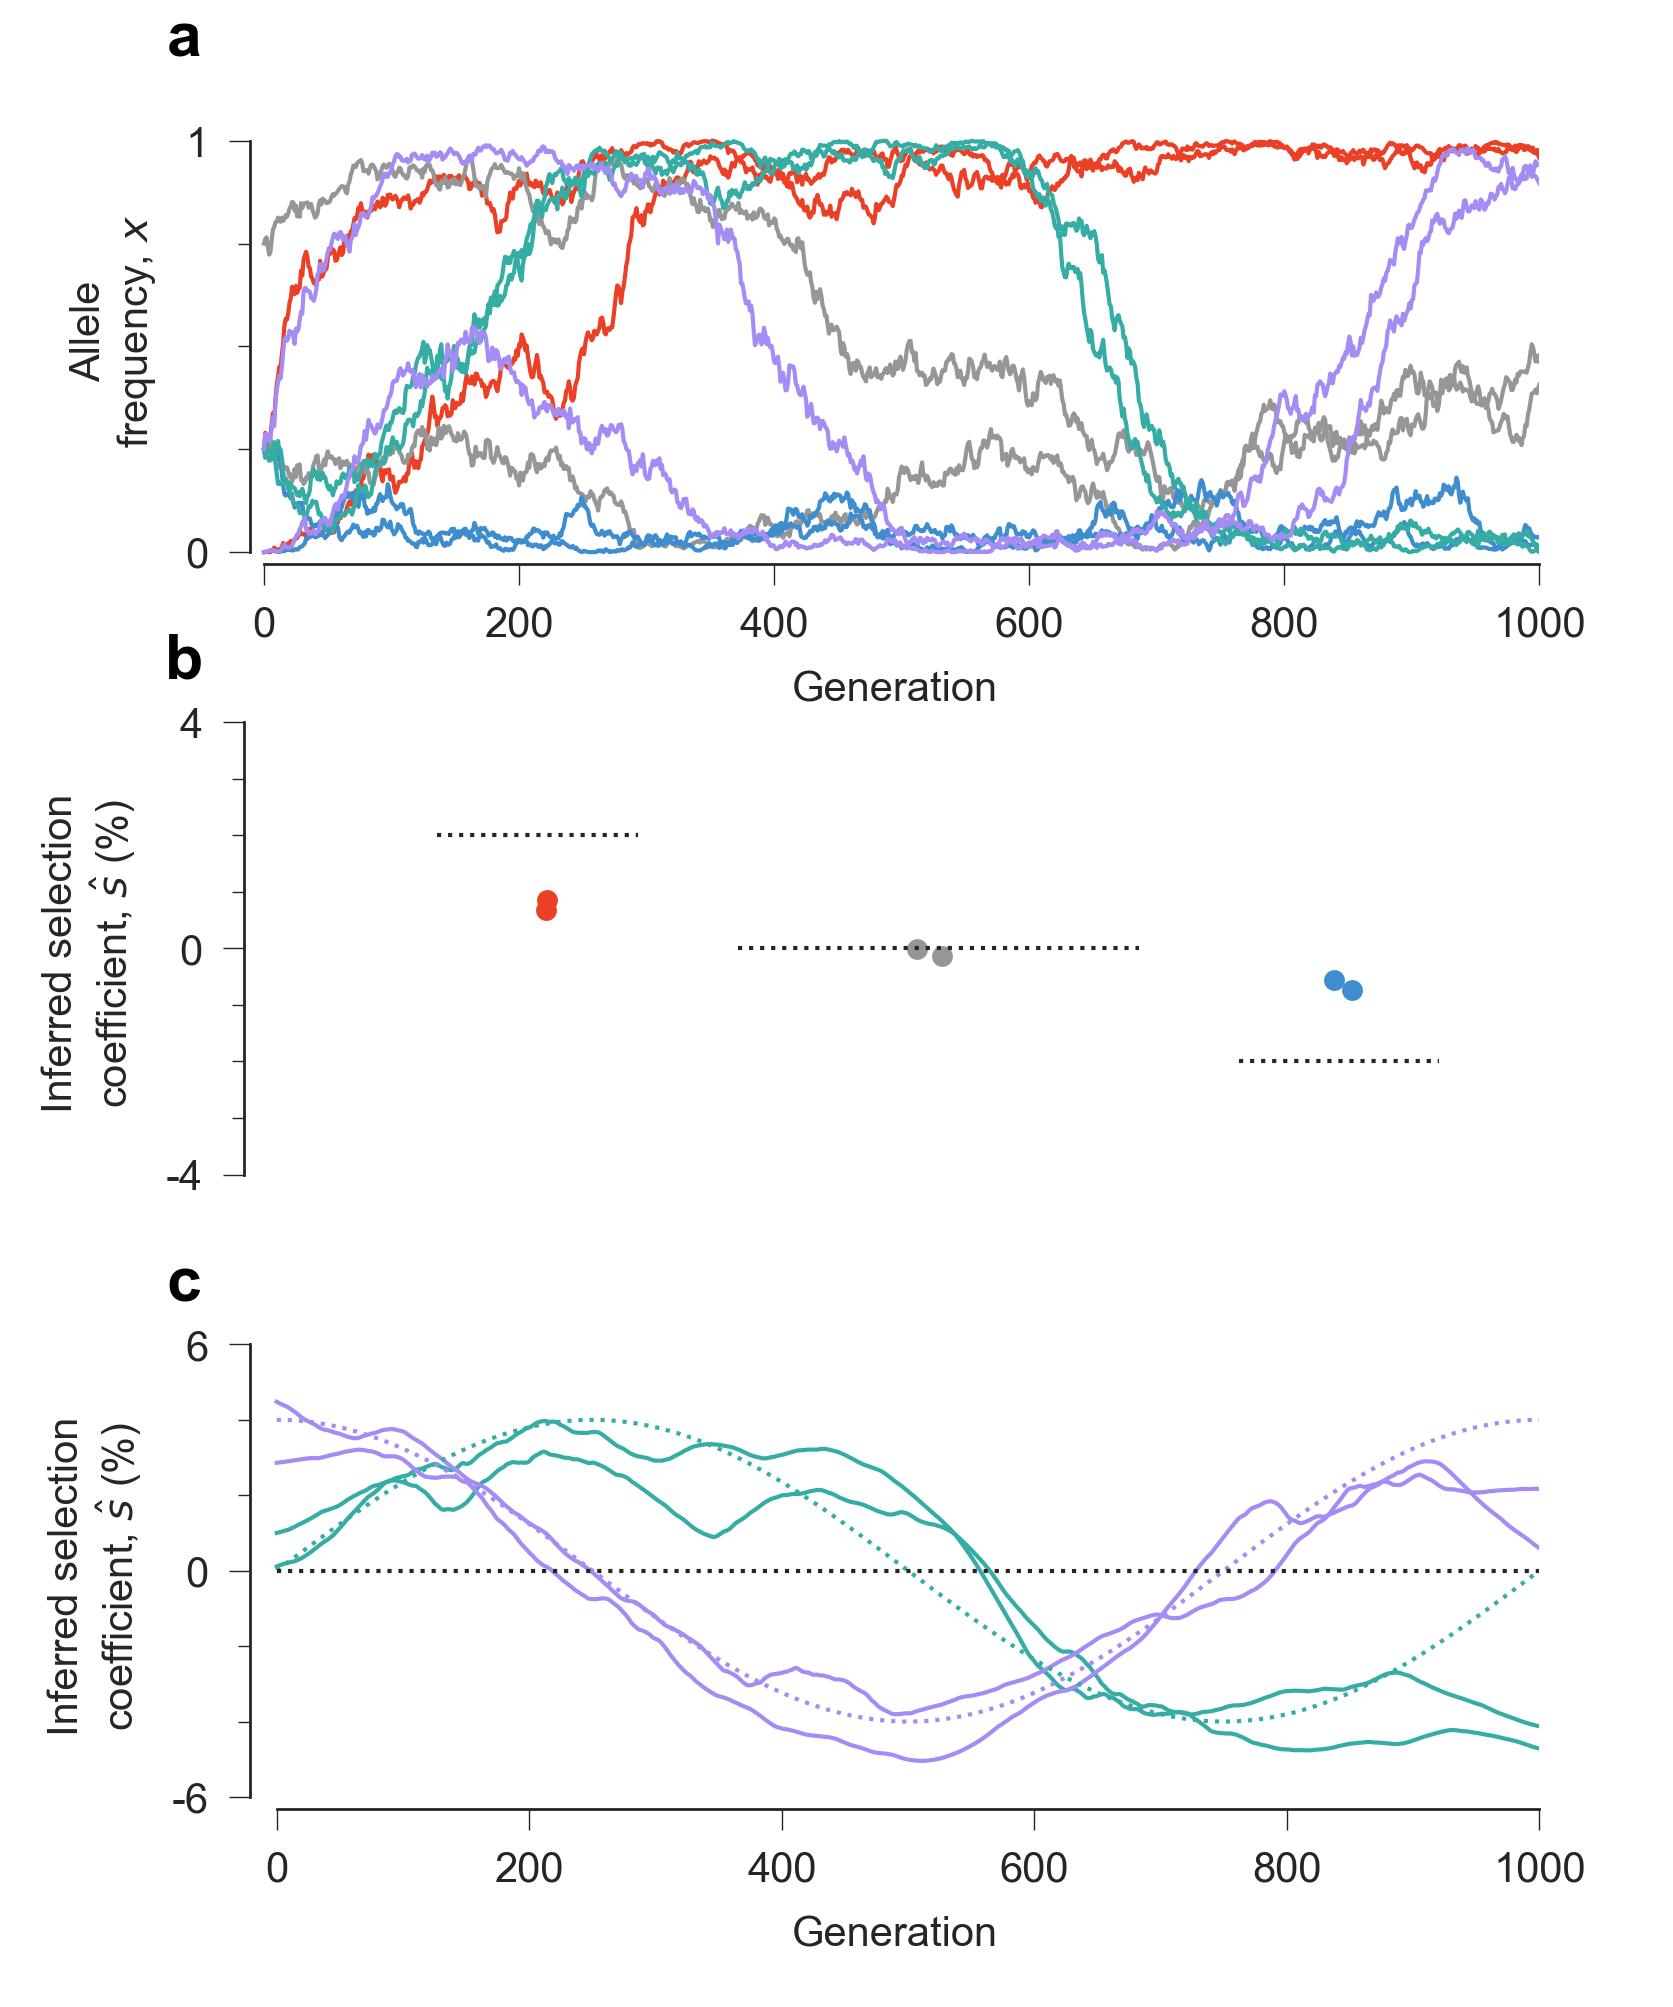 a
Allele
frequency, x
1
0
0 200 400 600 800 1000
Generation
b
Inferred selection
coefficient, ŝ (%)
4
0
-4
c
Inferred selection
coefficient, ŝ (%)
6
0
-6
0 200 400 600 800 1000
Generation